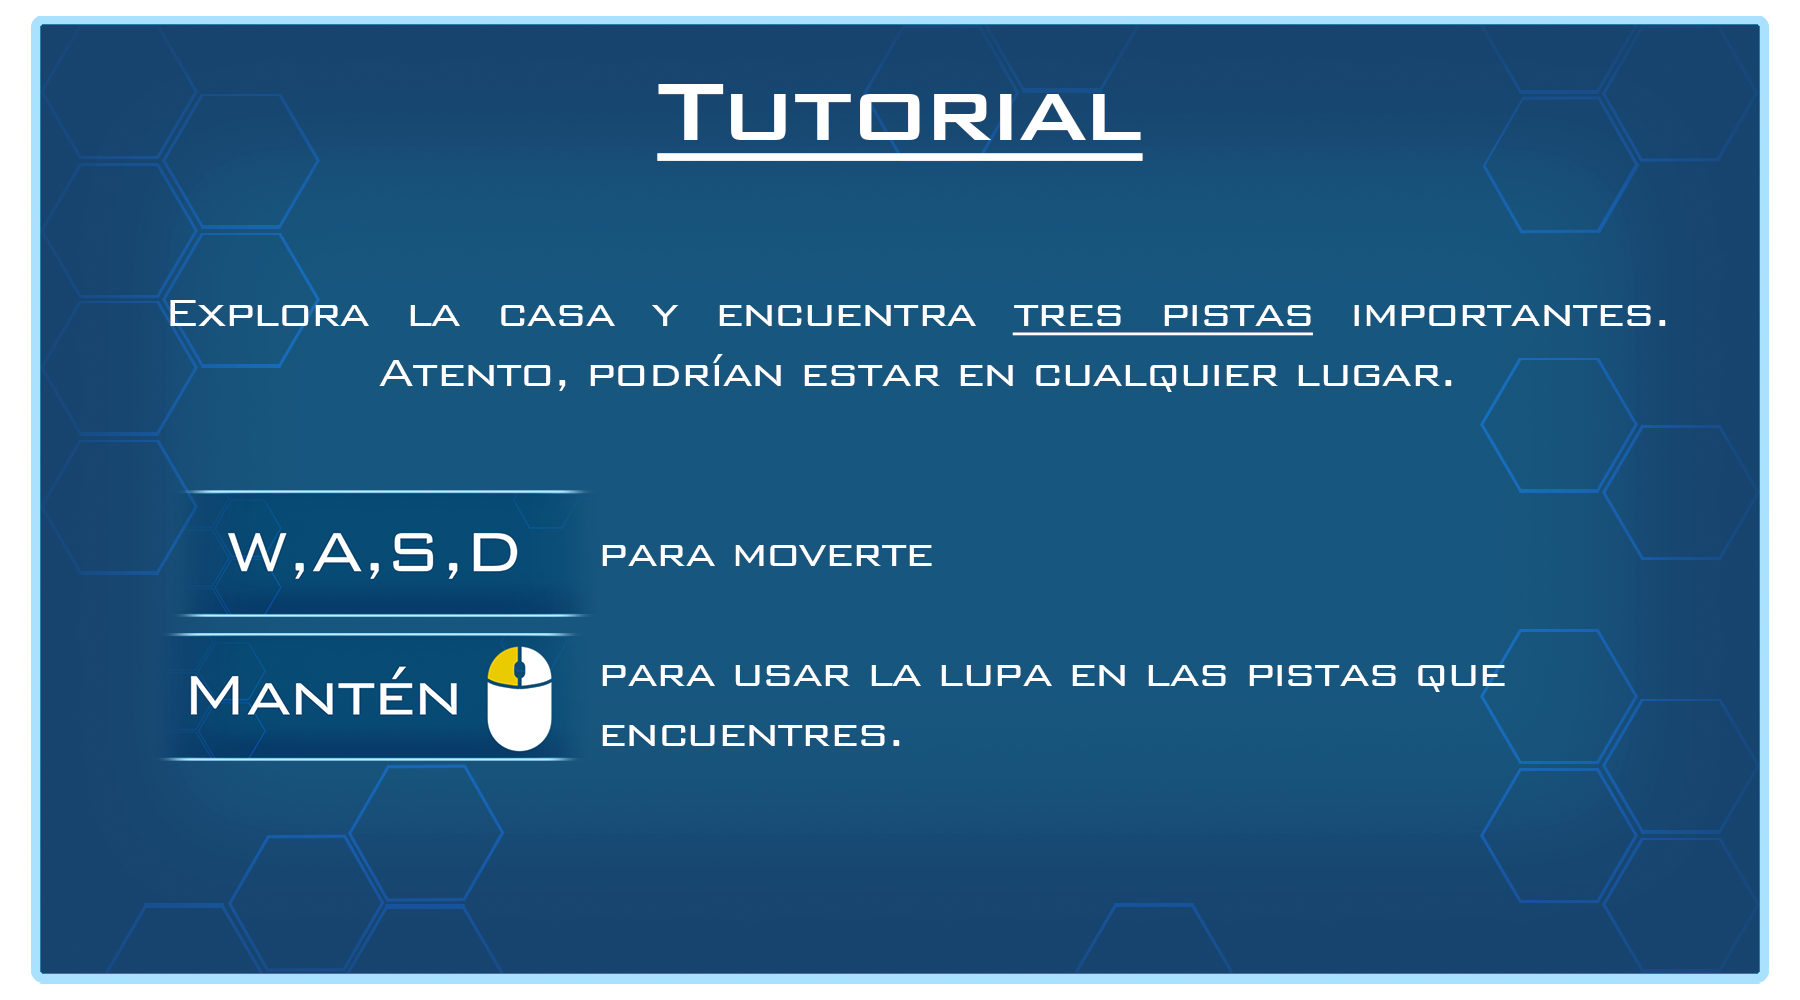 Tutorial
Explora la casa y encuentra tres pistas importantes.
Atento, podrían estar en cualquier lugar.
W,A,S,D para moverte
Mantén para usar la lupa en las pistas que
encuentres.